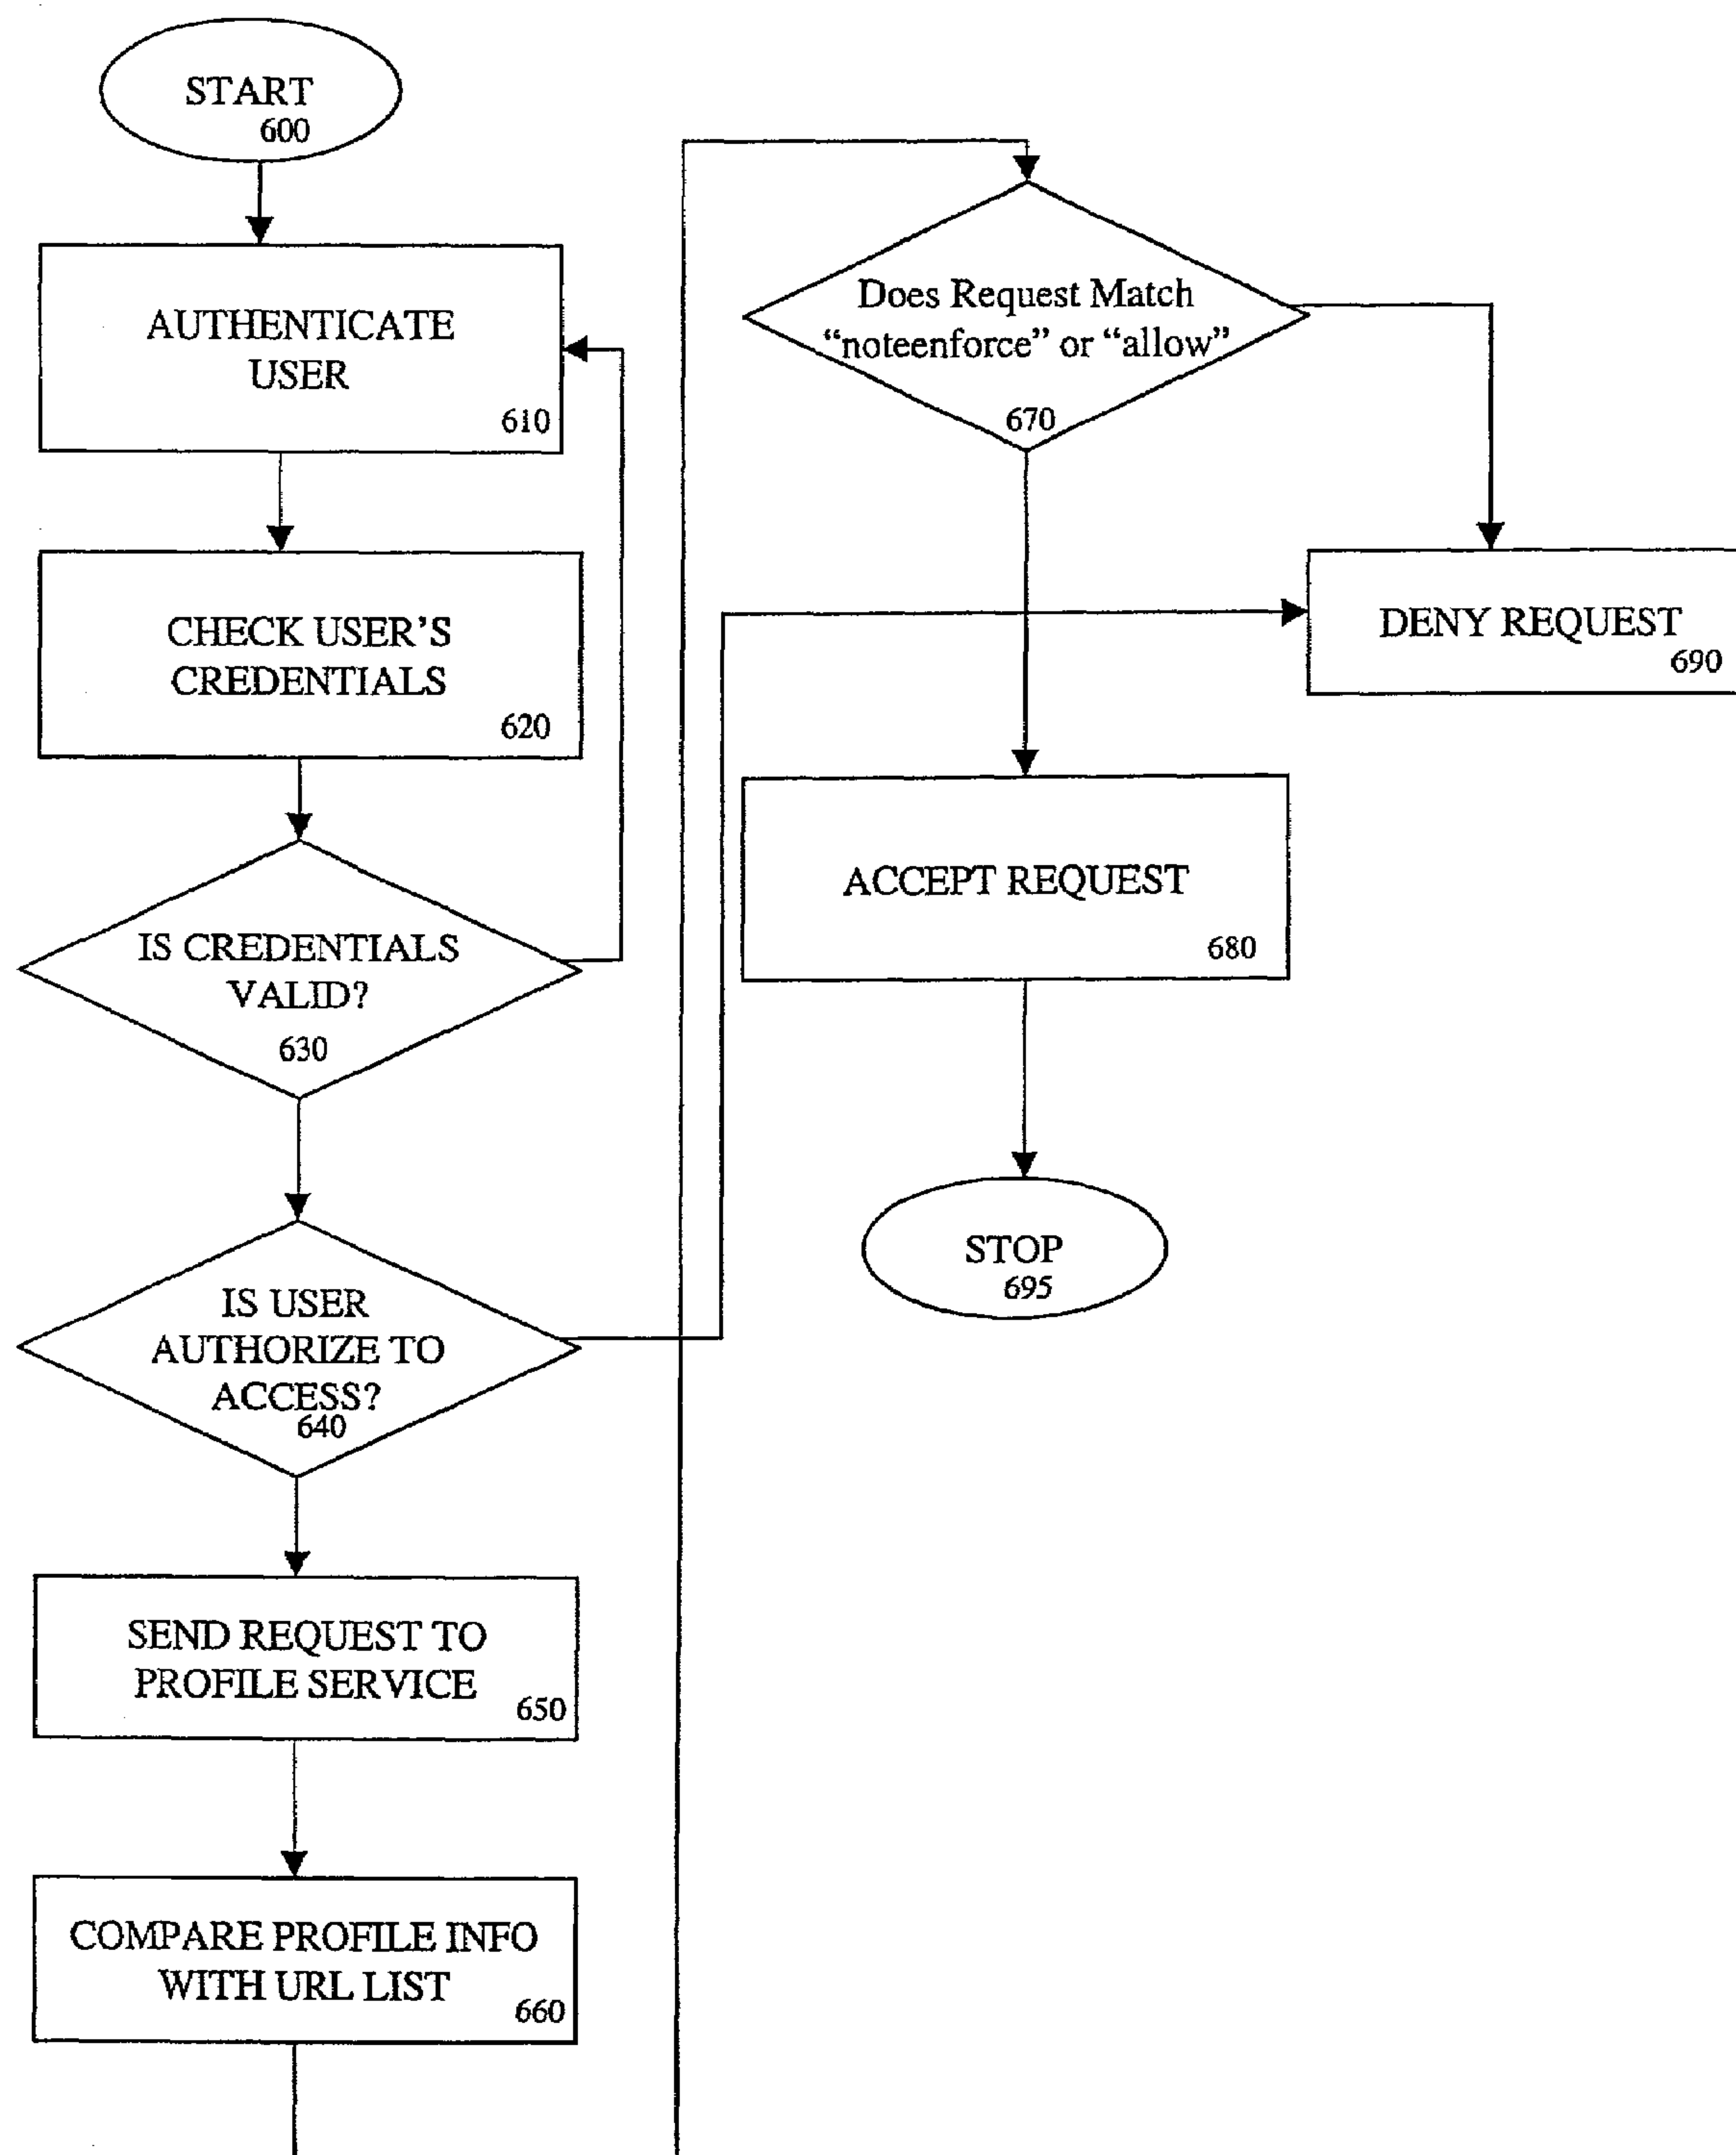 START
600
AUTHENTICATE
USER
610
CHECK USER'S
CREDENTIALS
620
IS CREDENTIALS
VALID?
630
IS USER
AUTHORIZE TO
ACCESS?
640
SEND REQUEST TO
PROFILE SERVICE
650
COMPARE PROFILE INFO
WITH URL LIST
660
Does Request Match
“noteenforce” or “allow”
670
DENY REQUEST
690
ACCEPT REQUEST
680
STOP
695